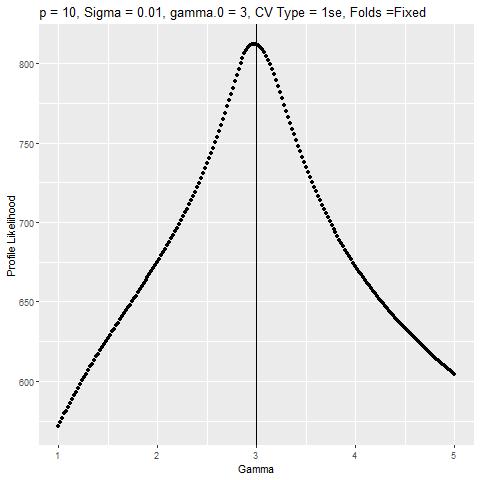 p = 10, Sigma = 0.01, gamma.0 = 3, CV Type = 1se, Folds =Fixed
Profile Likelihood
800
750
700
650
600
1 2 3 4 5
Gamma